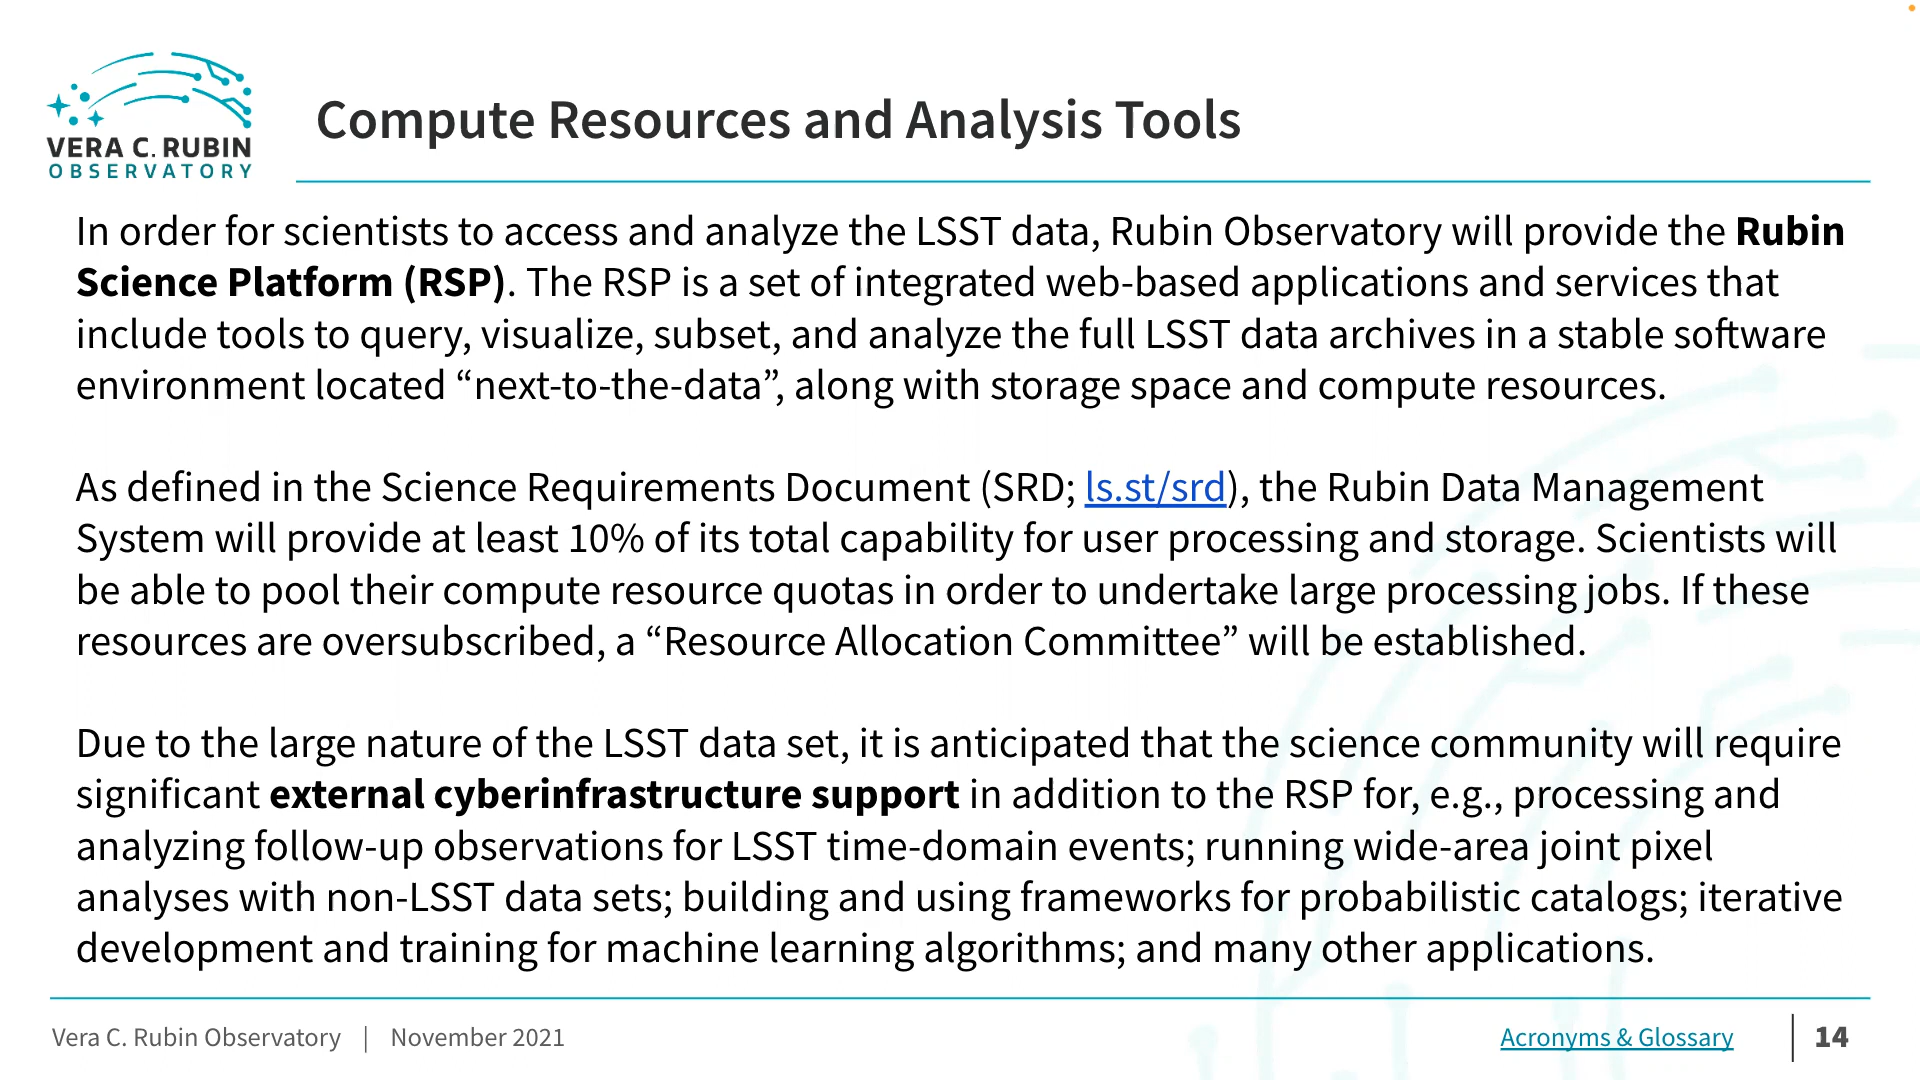 VERA C. RUBIN
OBSERVATORY
Compute Resources and Analysis Tools
In order for scientists to access and analyze the LSST data, Rubin Observatory will provide the Rubin
Science Platform (RSP). The RSP is a set of integrated web-based applications and services that
include tools to query, visualize, subset, and analyze the full LSST data archives in a stable software
environment located “next-to-the-data”, along with storage space and compute resources.
As defined in the Science Requirements Document (SRD; ls.st/srd), the Rubin Data Management
System will provide at least 10% of its total capability for user processing and storage. Scientists will
be able to pool their compute resource quotas in order to undertake large processing jobs. If these
resources are oversubscribed, a “Resource Allocation Committee” will be established.
Due to the large nature of the LSST data set, it is anticipated that the science community will require
significant external cyberinfrastructure support in addition to the RSP for, e.g., processing and
analyzing follow-up observations for LSST time-domain events; running wide-area joint pixel
analyses with non-LSST data sets; building and using frameworks for probabilistic catalogs; iterative
development and training for machine learning algorithms; and many other applications.
Vera C. Rubin Observatory | November 2021
Acronyms & Glossary | 14